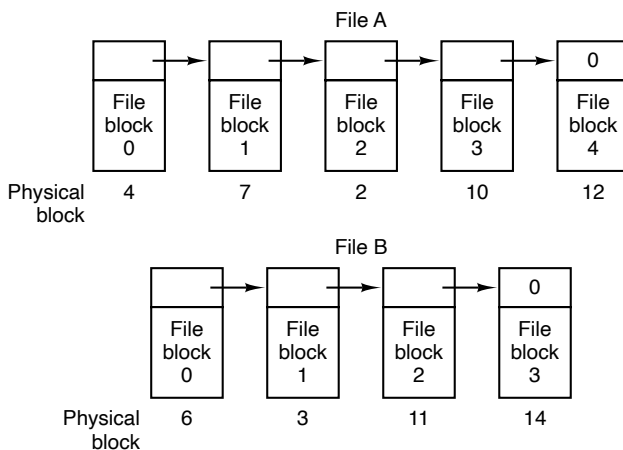 File A
0
File block 0
File block 1
File block 2
File block 3
File block 4
Physical block
4 7 2 10 12
File B
0
File block 0
File block 1
File block 2
File block 3
Physical block
6 3 11 14